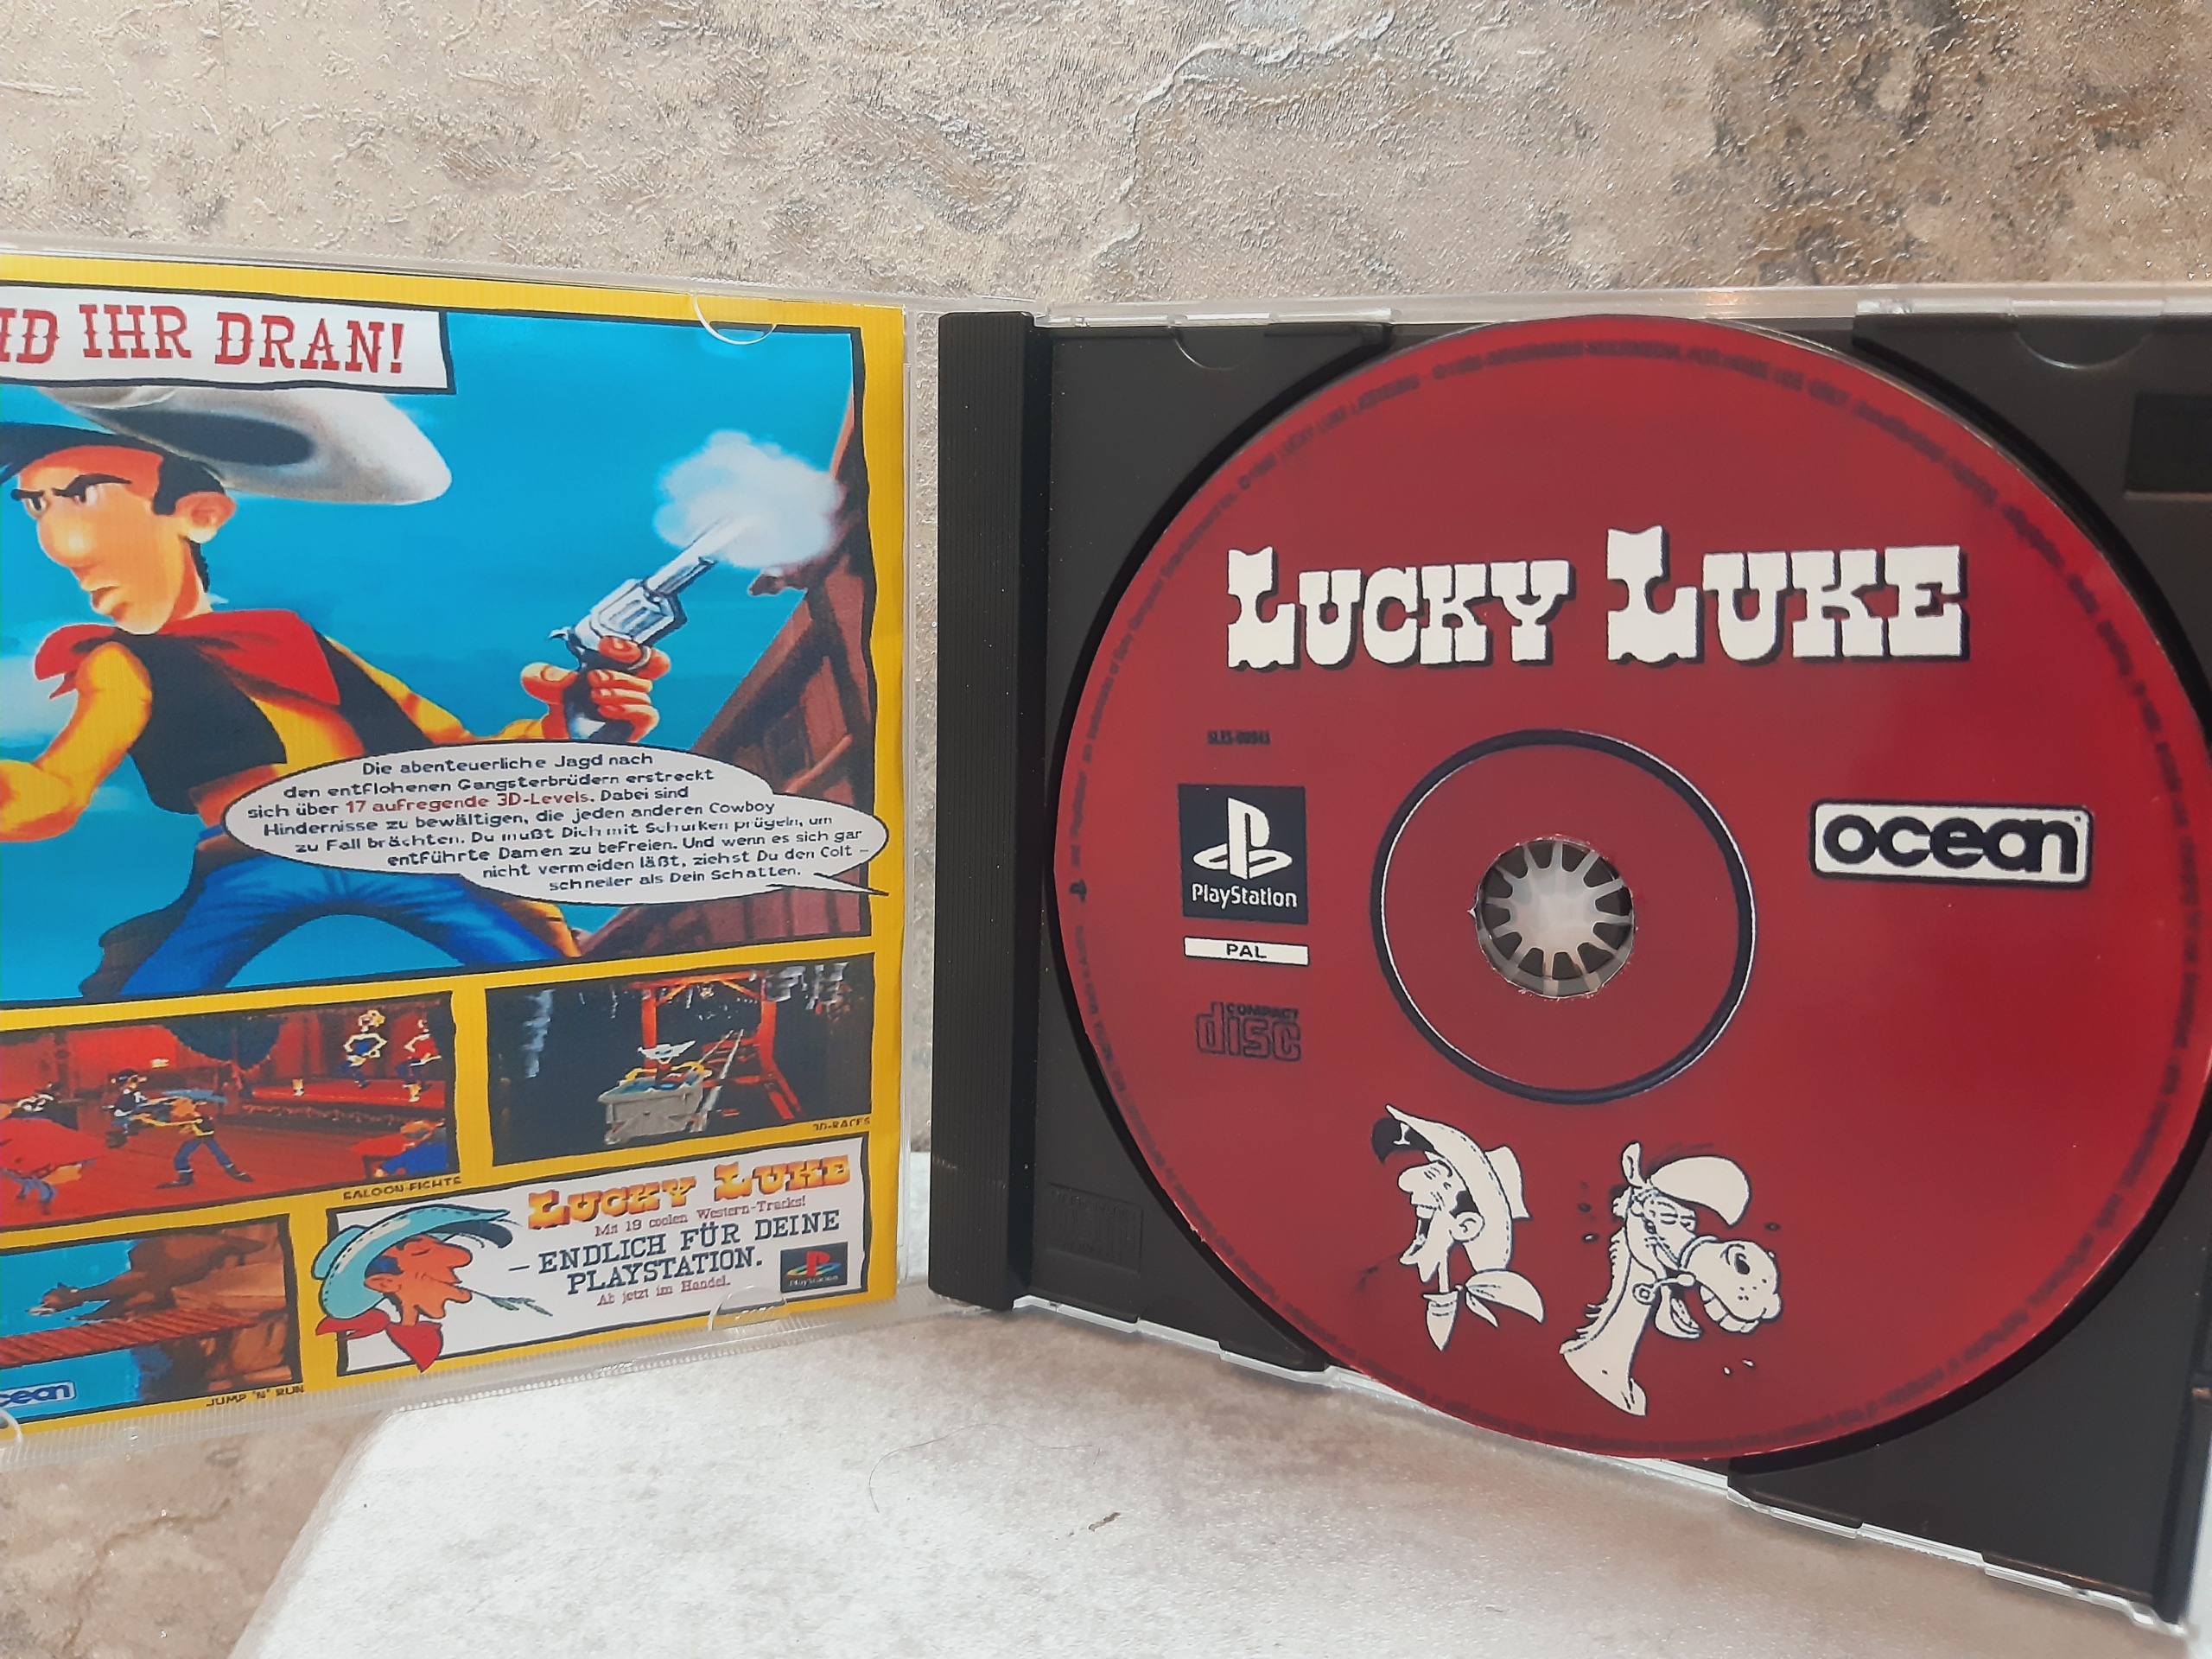 IHR DRAN!
Die abenteuerliche Jagd nach
den entflohenen Gangsterbrüdern erstreckt
sich über 17 aufregende 3D-Levels. Dabei sind
Hindernisse zu bewältigen, die jeden anderen Cowboy
zu Fall brächten. Du mußt Dich mit Schurken prügeln, um
entführte Damen zu befreien. Und wenn es sich gar
nicht vermeiden läßt, ziehst Du den Colt –
schneller als Dein Schatten.
SALOON-FIGHTS
3D-RACES
JUMP 'N' RUN
LUCKY LUKE
Mit 19 coolen Western-Tracks!
– ENDLICH FÜR DEINE
PLAYSTATION.
Ab jetzt im Handel.
PlayStation
ocean
LUCKY LUKE
PlayStation
PAL
COMPACT
disc
ocean